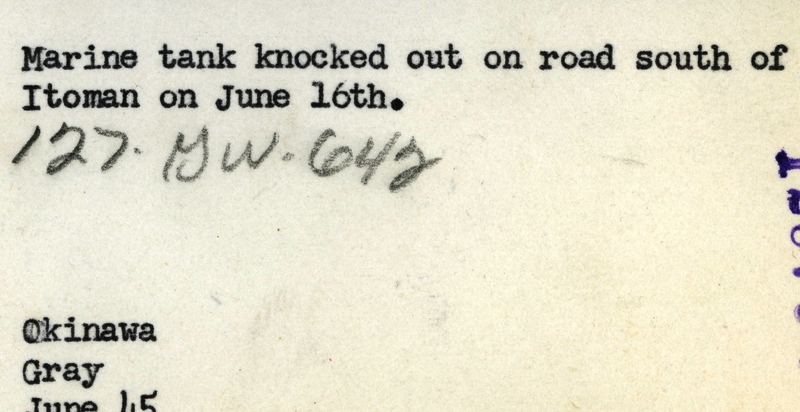 Marine tank knocked out on road south of
Itoman on June 16th.
127-GW-642
Okinawa
Gray
June 45